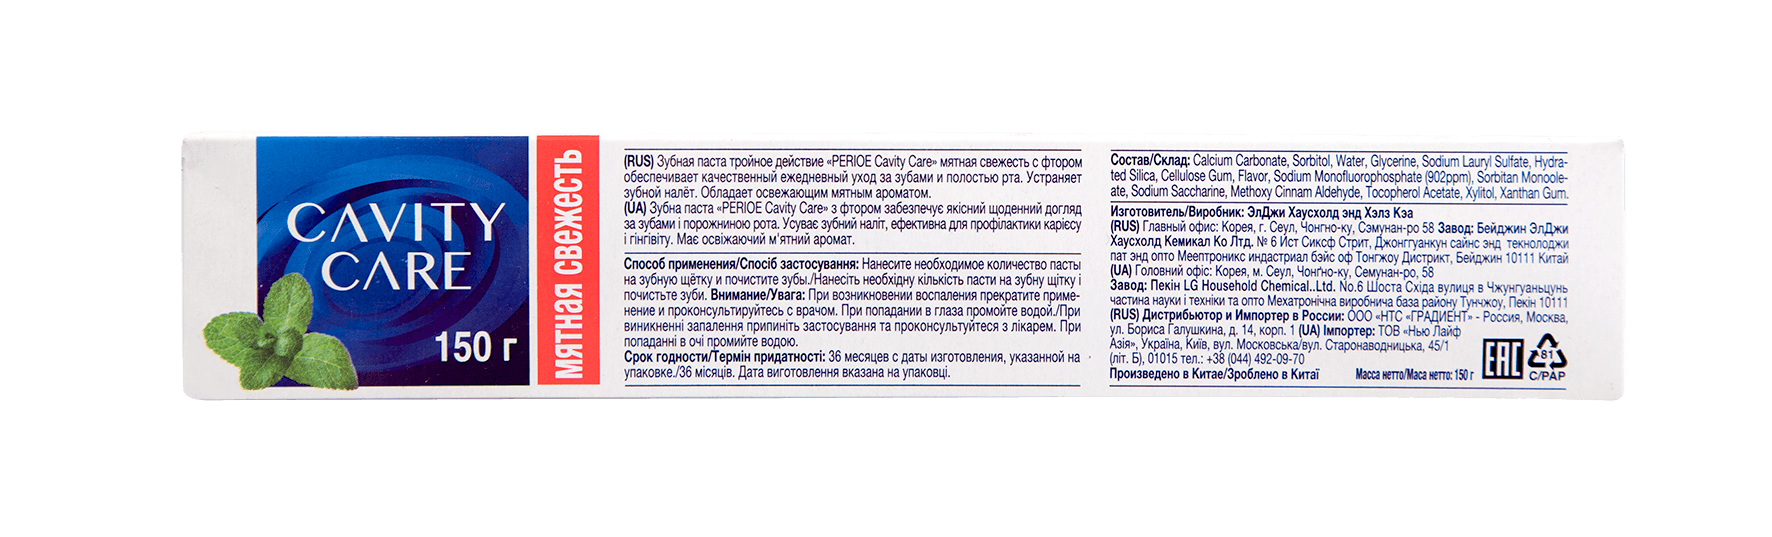 CAVITY
CARE
150 г
МЯТНАЯ СВЕЖЕСТЬ
(RUS) Зубная паста тройное действие «PERIOE Cavity Care» мятная свежесть с фтором
обеспечивает качественный ежедневный уход за зубами и полостью рта. Устраняет
зубной налёт. Обладает освежающим мятным ароматом.
(UA) Зубна паста «PERIOE Cavity Care» з фтором забезпечує якісний щоденний догляд
за зубами і порожниною рота. Усуває зубний наліт, ефективна для профілактики карієсу
і гінгівіту. Має освіжаючий м'ятний аромат.
Способ применения/Спосіб застосування: Нанесите необходимое количество пасты
на зубную щётку и почистите зубы./Нанесіть необхідну кількість пасти на зубну щітку і
почистьте зуби. Внимание/Увага: При возникновении воспаления прекратите приме-
нение и проконсультируйтесь с врачом. При попадании в глаза промойте водой./При
виникненні запалення припиніть застосування та проконсультуйтеся з лікарем. При
попаданні в очі промийте водою.
Срок годности/Термін придатності: 36 месяцев с даты изготовления, указанной на
упаковке./36 місяців. Дата виготовлення вказана на упаковці.
Состав/Склад: Calcium Carbonate, Sorbitol, Water, Glycerine, Sodium Lauryl Sulfate, Hydra-
ted Silica, Cellulose Gum, Flavor, Sodium Monofluorophosphate (902ppm), Sorbitan Monoole-
ate, Sodium Saccharine, Methoxy Cinnam Aldehyde, Tocopherol Acetate, Xylitol, Xanthan Gum.
Изготовитель/Виробник: ЭлДжи Хаусхолд энд Хэлз Кэа
(RUS) Главный офис: Корея, г. Сеул, Чонгно-ку, Сэмунан-ро 58 Завод: Бейджин ЭлДжи
Хаусхолд Кемикал Ко Лтд. № 6 Ист Сиксф Стрит, Джонггуанкун сайнс энд текнолоджи
пат энд опто Меептроникс индастриал бэйс оф Тонгжоу Дистрикт, Бейджин 10111 Китай
(UA) Головний офіс: Корея, м. Сеул, Чонґно-ку, Семунан-ро, 58
Завод: Пекін LG Household Chemical..Ltd. No.6 Шоста Східа вулиця в Чжунгуаньцунь
частина науки і техніки та опто Мехатрónічна виробнича база району Тунчжоу, Пекін 10111
(RUS) Дистрибьютор и Импортер в России: ООО «НТС «ГРАДИЕНТ» - Россия, Москва,
ул. Бориса Галушкина, д. 14, корп. 1 (UA) Імпортер: ТОВ «Нью Лайф
Азія», Україна, Київ, вул. Московська/вул. Старонаводницька, 45/1
(літ. Б), 01015 тел.: +38 (044) 492-09-70
Произведено в Китае/Зроблено в Китаї
Масса нетто/Маса нетто: 150 г
EAC
81
C/PAP